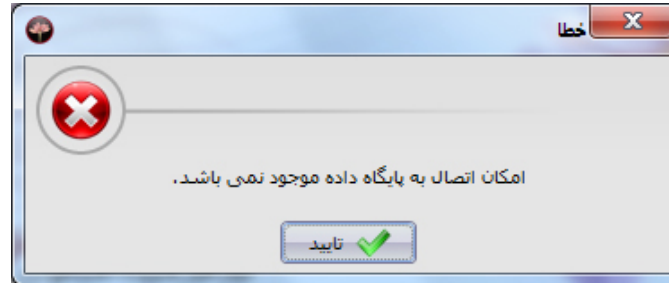 خطا
امکان اتصال به پایگاه داده موجود نمی باشد.
تایید